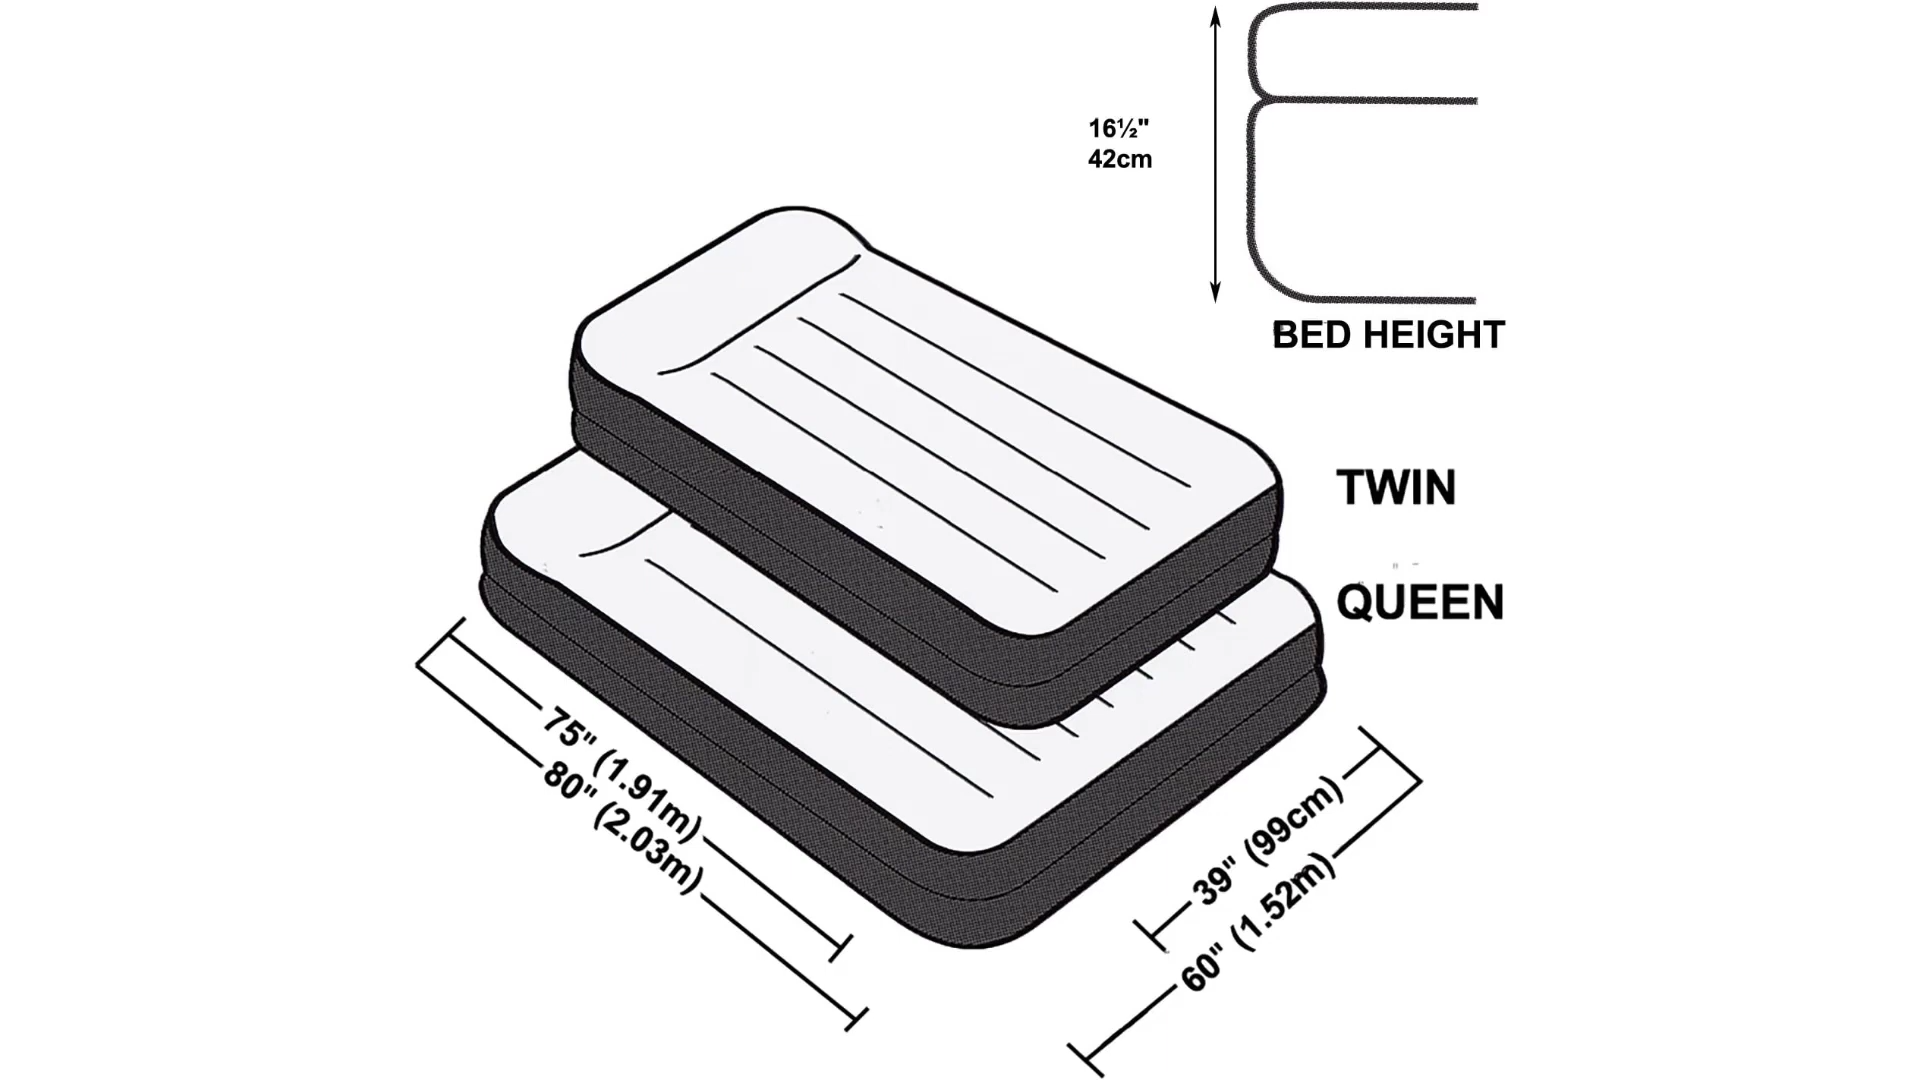 16½"
42cm
BED HEIGHT
TWIN
QUEEN
75" (1.91m)
80" (2.03m)
39" (99cm)
60" (1.52m)